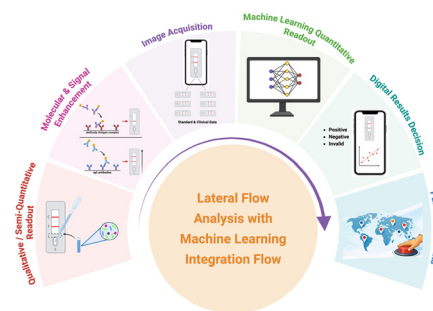 Qualitative / Semi-Quantitative
Readout
Molecular & Signal
Enhancement
Image Acquisition
Machine Learning Quantitative
Readout
Digital Results Decision
Standard & Clinical Data
• Positive
• Negative
• Invalid
Lateral Flow
Analysis with
Machine Learning
Integration Flow